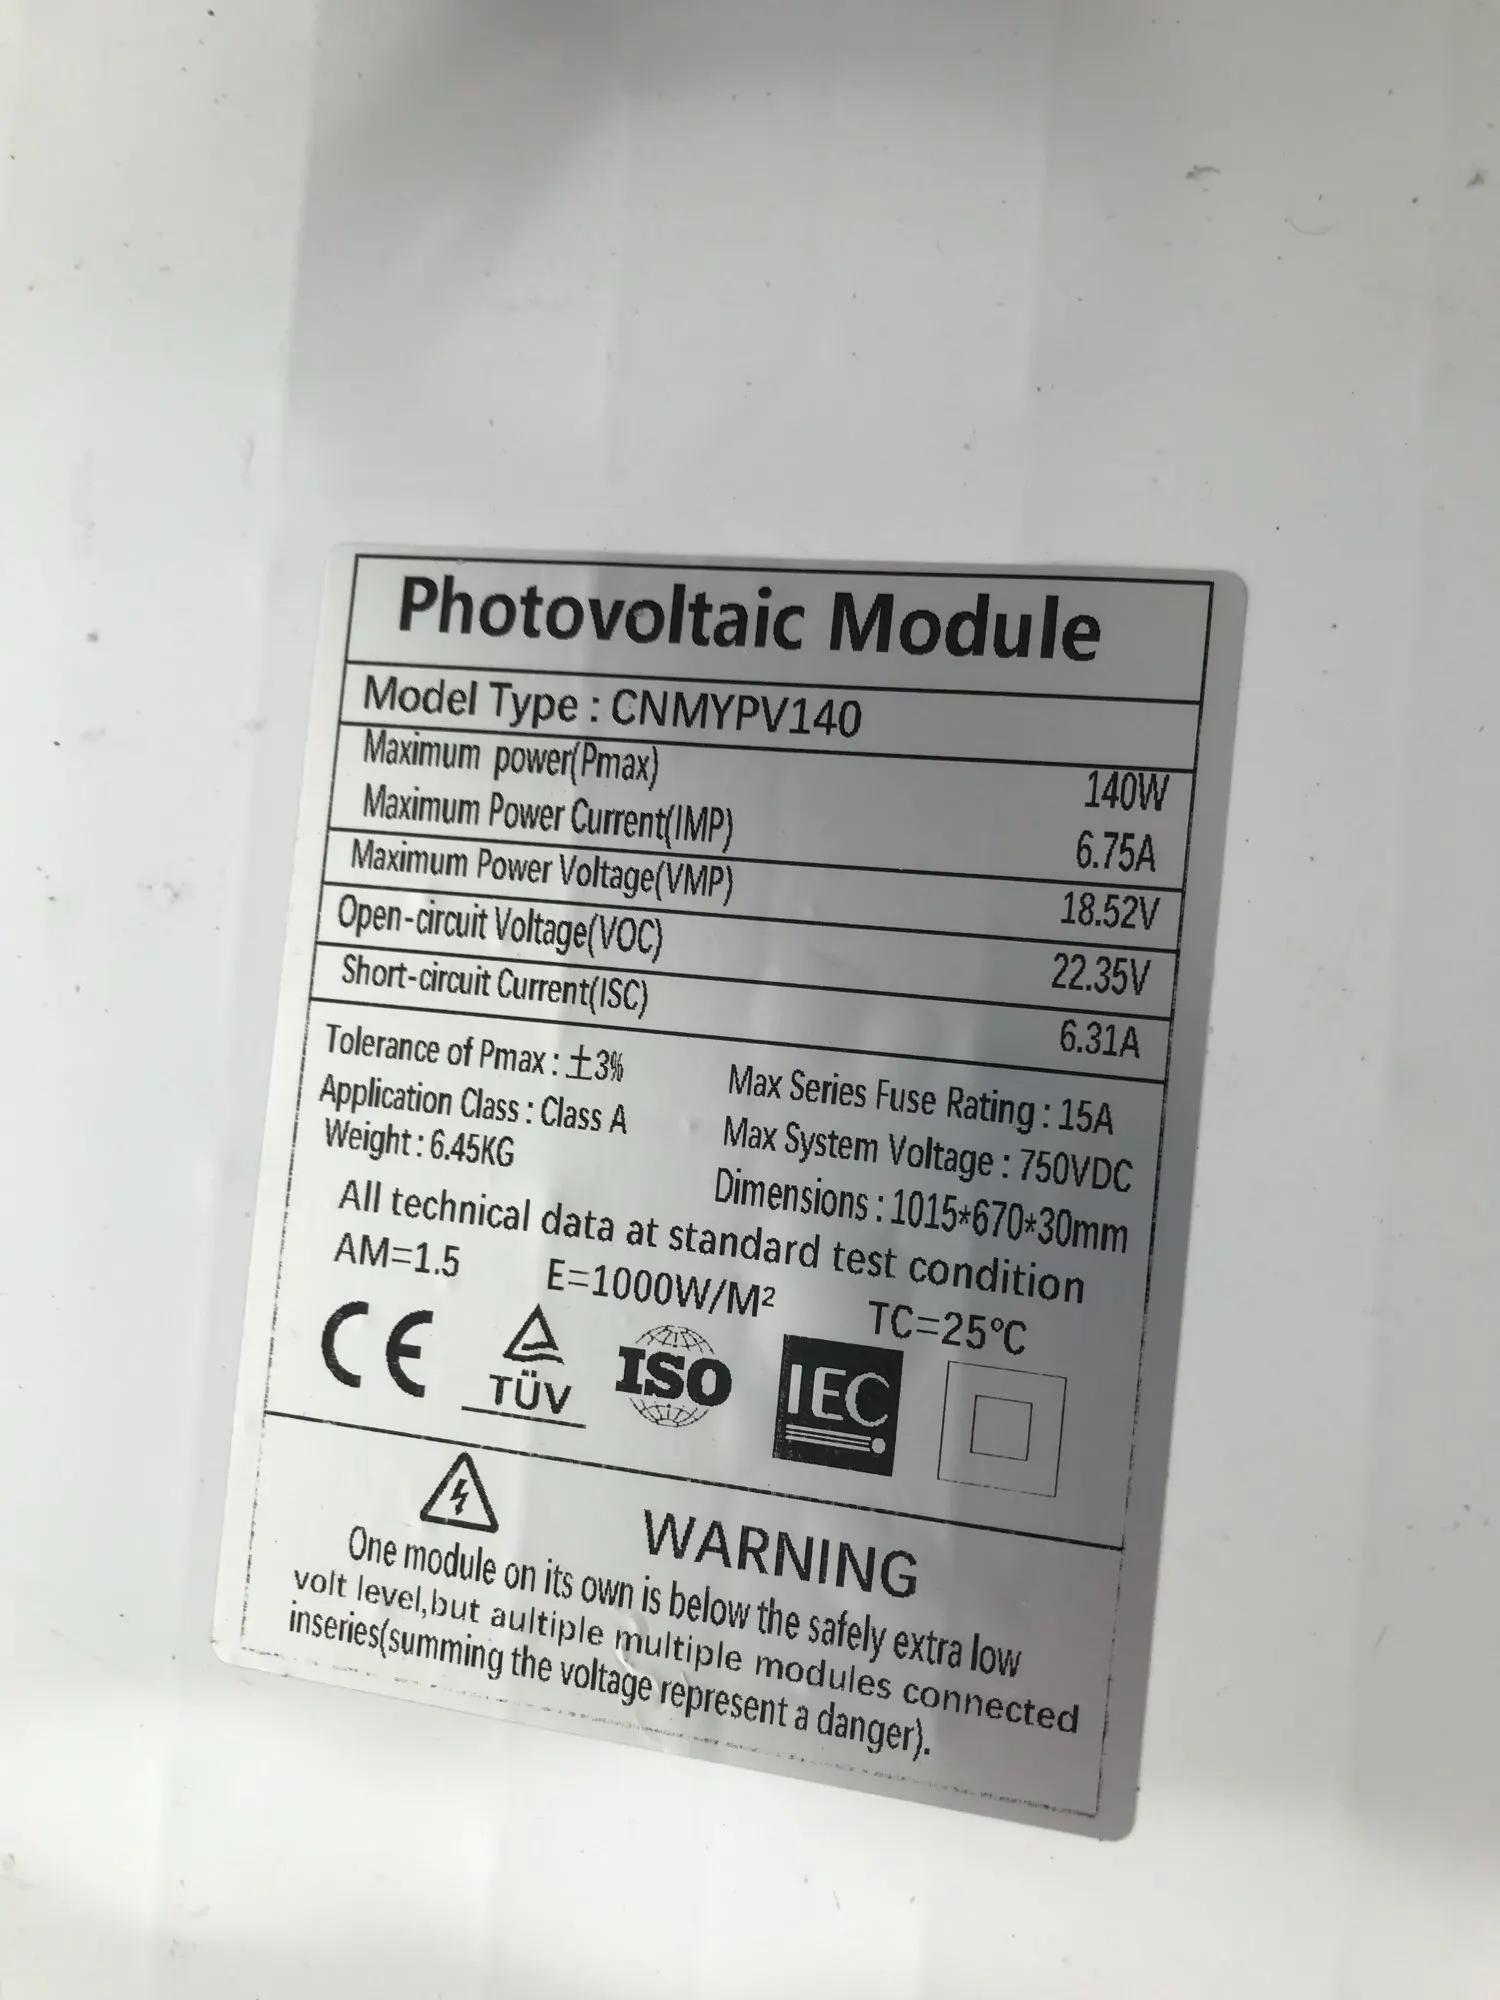 Photovoltaic Module
Model Type : CNMYPV140
Maximum power(Pmax) 140W
Maximum Power Current(IMP) 6.75A
Maximum Power Voltage(VMP) 18.52V
Open-circuit Voltage(VOC) 22.35V
Short-circuit Current(ISC) 6.31A
Tolerance of Pmax : ±3% Max Series Fuse Rating : 15A
Application Class : Class A Max System Voltage : 750VDC
Weight : 6.45KG Dimensions : 1015*670*30mm
All technical data at standard test condition
AM=1.5 E=1000W/M² TC=25℃
CE TÜV ISO IEC
WARNING
One module on its own is below the safely extra low
volt level,but aultiple multiple modules connected
inseries(summing the voltage represent a danger).